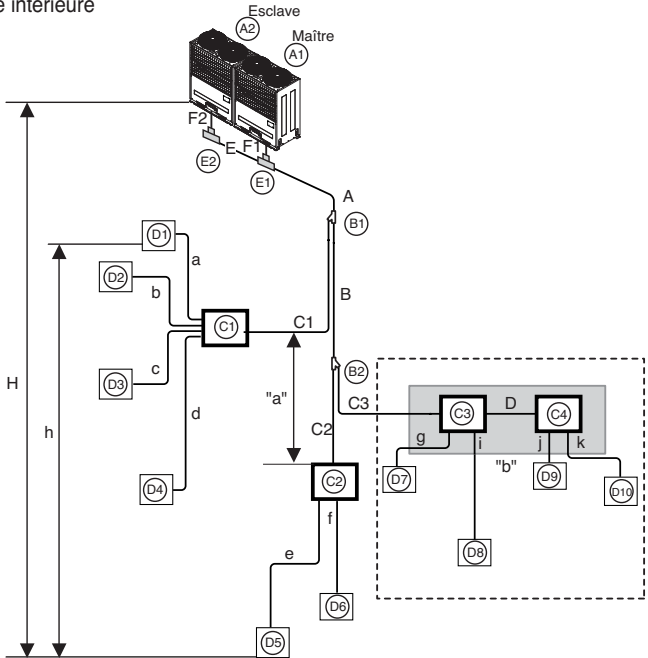 e intérieure
Esclave
A2
Maître
A1
F2
E
F1
E2
E1
A
B1
D1
a
D2
b
B
C1
C1
c
D3
H
h
d
"a"
B2
C3
C3
D
C4
C2
g
i
j
k
"b"
D4
D7
D9
D10
C2
f
D8
e
D6
D5